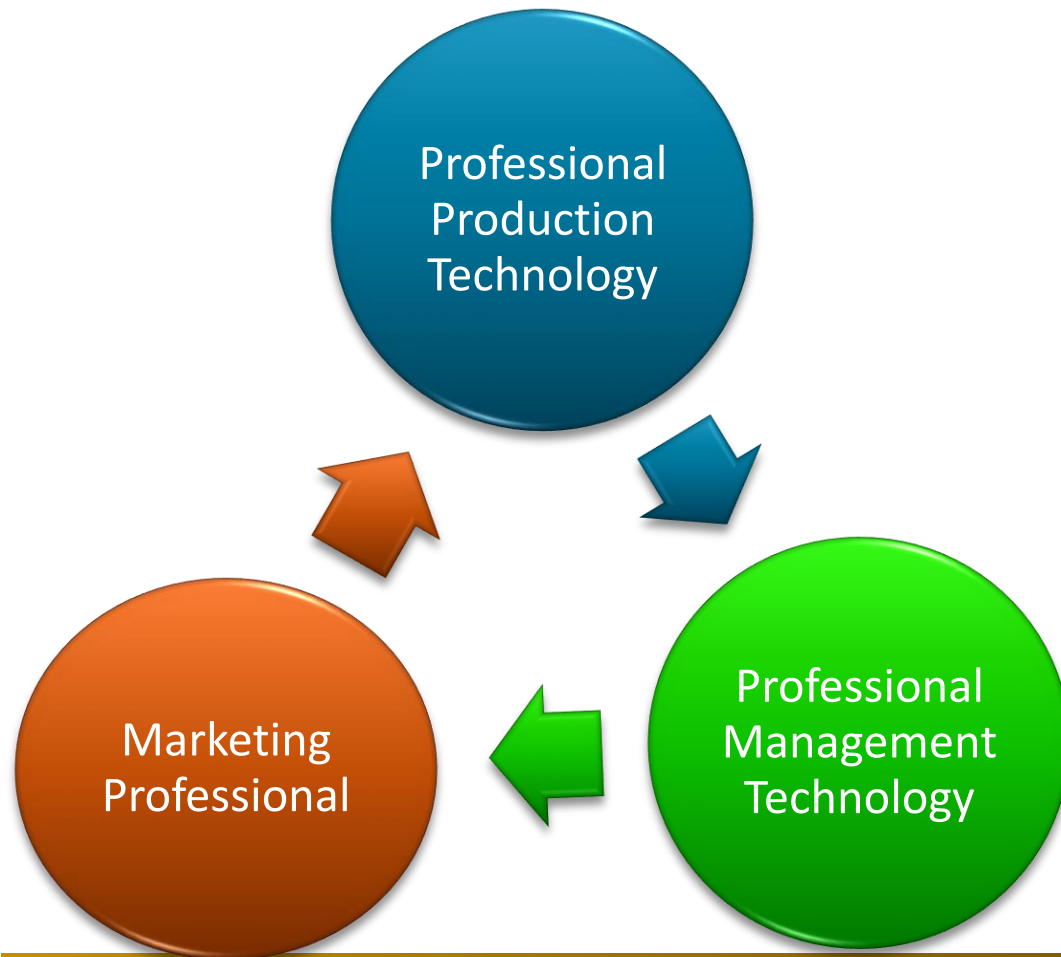 Professional
Production
Technology
Professional
Management
Technology
Marketing
Professional